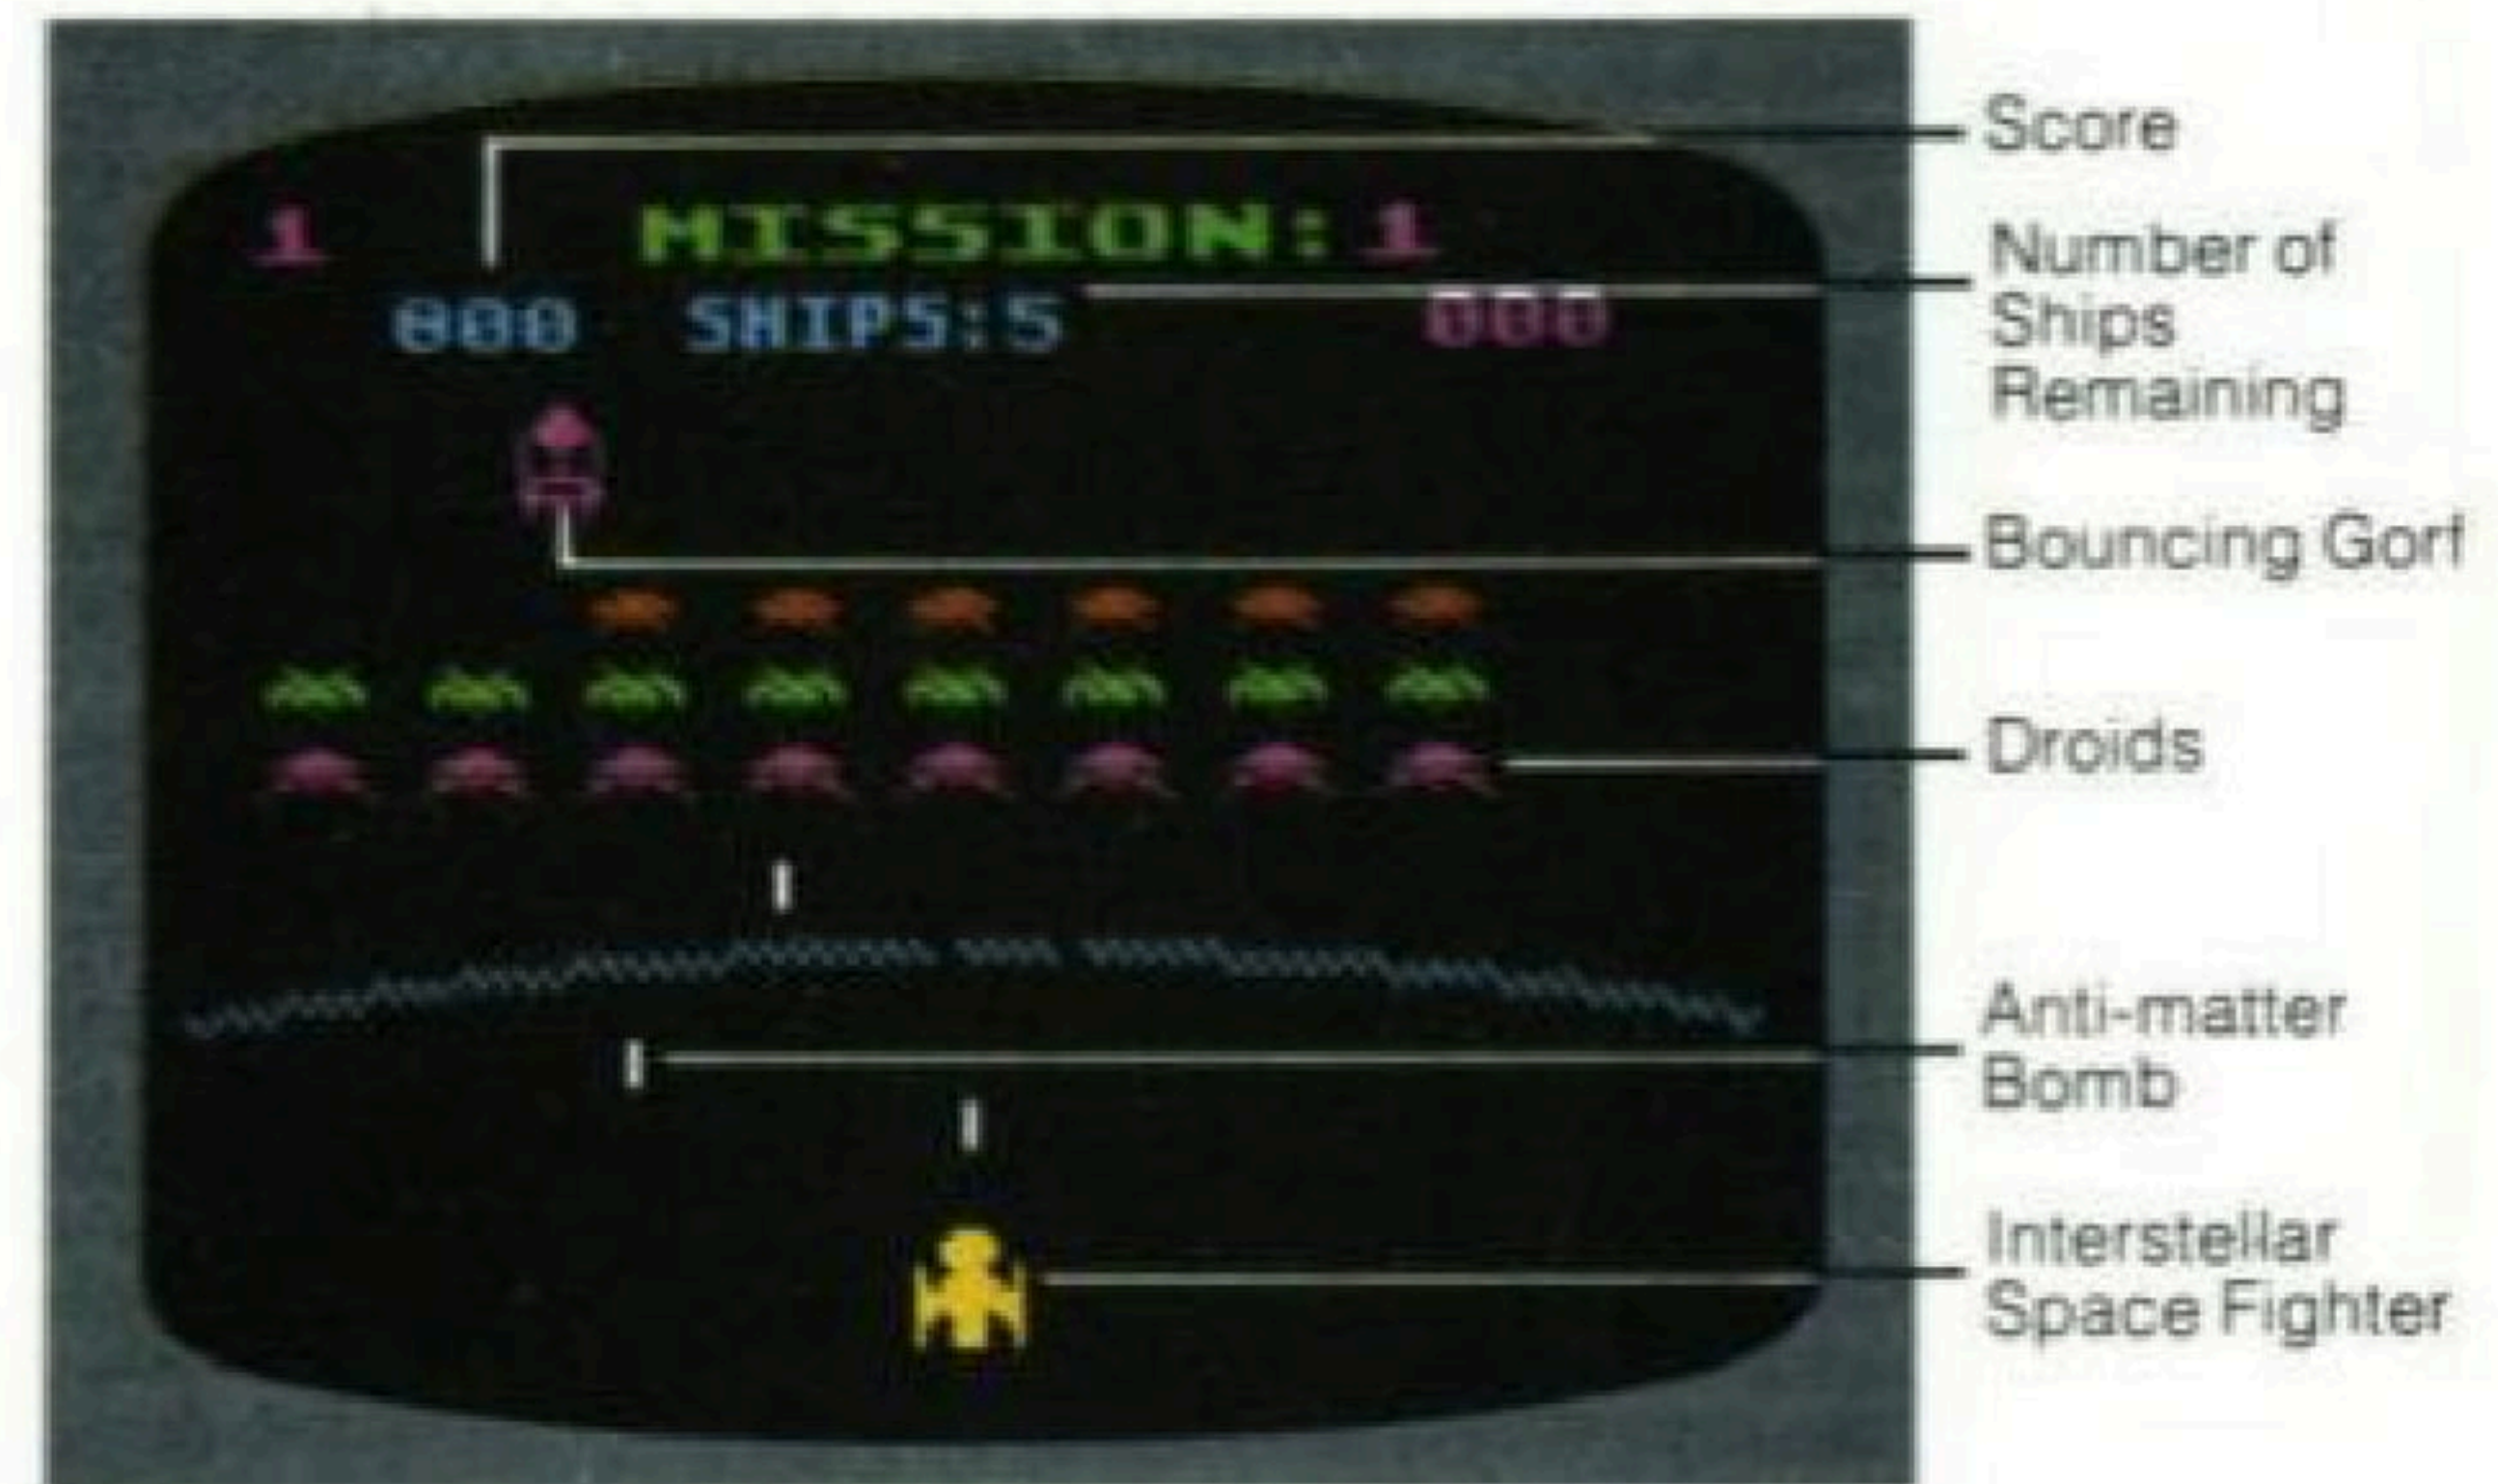 1 MISSION:1
000 SHIPS:5 000
Score
Number of
Ships
Remaining
Bouncing Gorf
Droids
Anti-matter
Bomb
Interstellar
Space Fighter